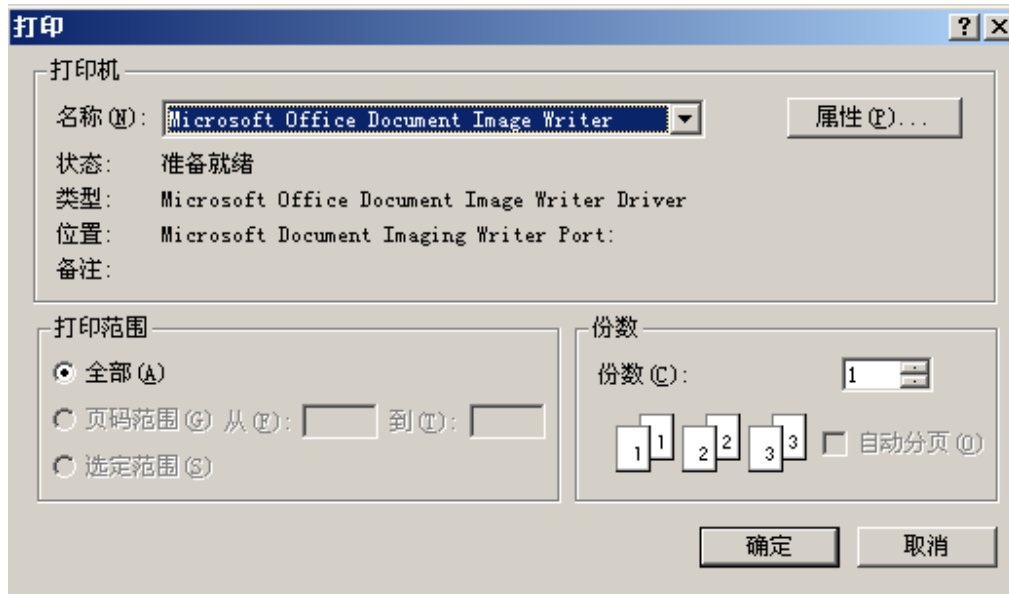 打印
打印机
名称(N): Microsoft Office Document Image Writer 属性(P)...
状态: 准备就绪
类型: Microsoft Office Document Image Writer Driver
位置: Microsoft Document Imaging Writer Port:
备注:
打印范围
全部(A)
页码范围(G) 从(F): 到(T):
选定范围(S)
份数
份数(C): 1
1 1 2 2 3 3 自动分页(O)
确定 取消